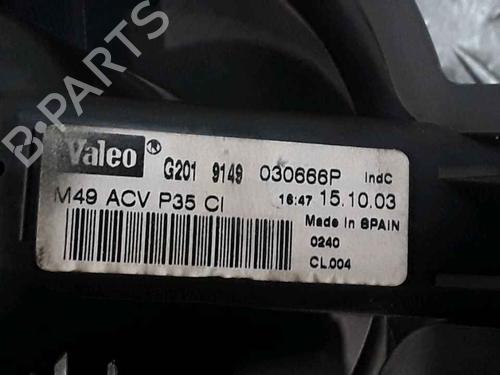 B-PARTS
Valeo® G201 9149 030666P IndC
M49 ACV P35 CI 16:47 15.10.03
Made in SPAIN
0240
CL004